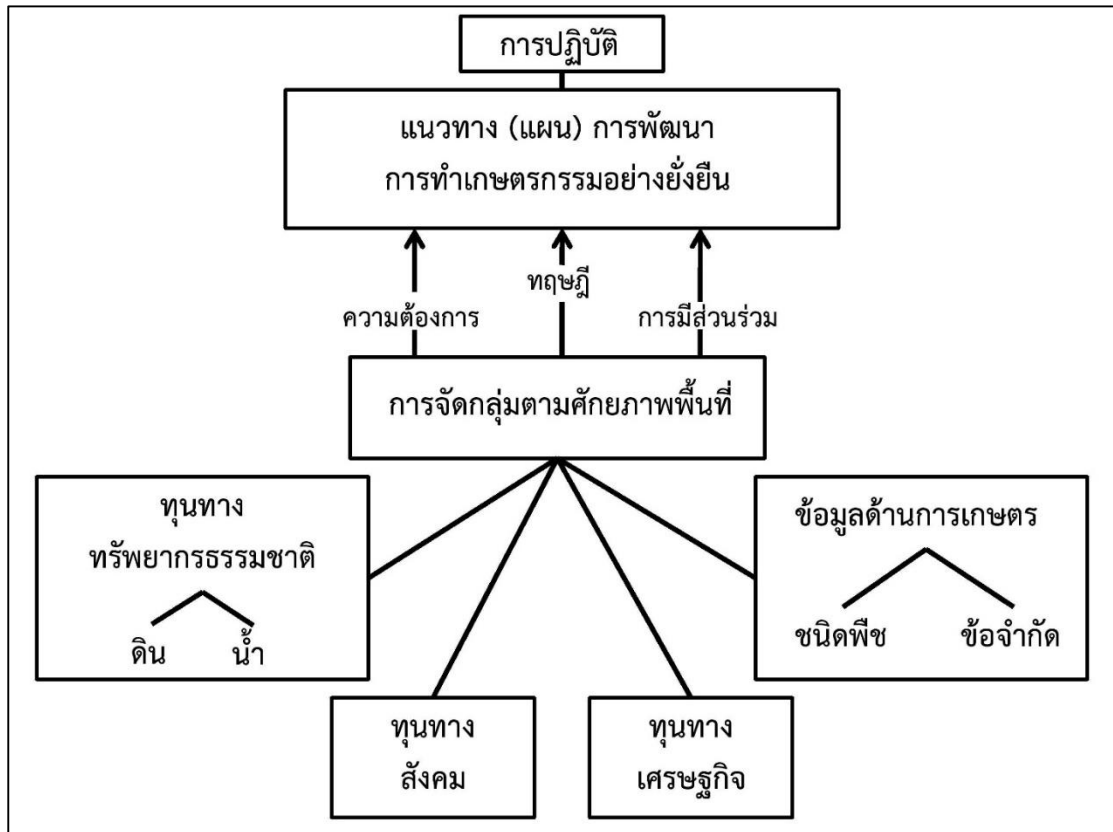 การปฏิบัติ
แนวทาง (แผน) การพัฒนา
การทำเกษตรกรรมอย่างยั่งยืน
ทฤษฎี
ความต้องการ
การมีส่วนร่วม
การจัดกลุ่มตามศักยภาพพื้นที่
ทุนทาง
ทรัพยากรธรรมชาติ
ดิน
น้ำ
ข้อมูลด้านการเกษตร
ชนิดพืช
ข้อจำกัด
ทุนทาง
สังคม
ทุนทาง
เศรษฐกิจ